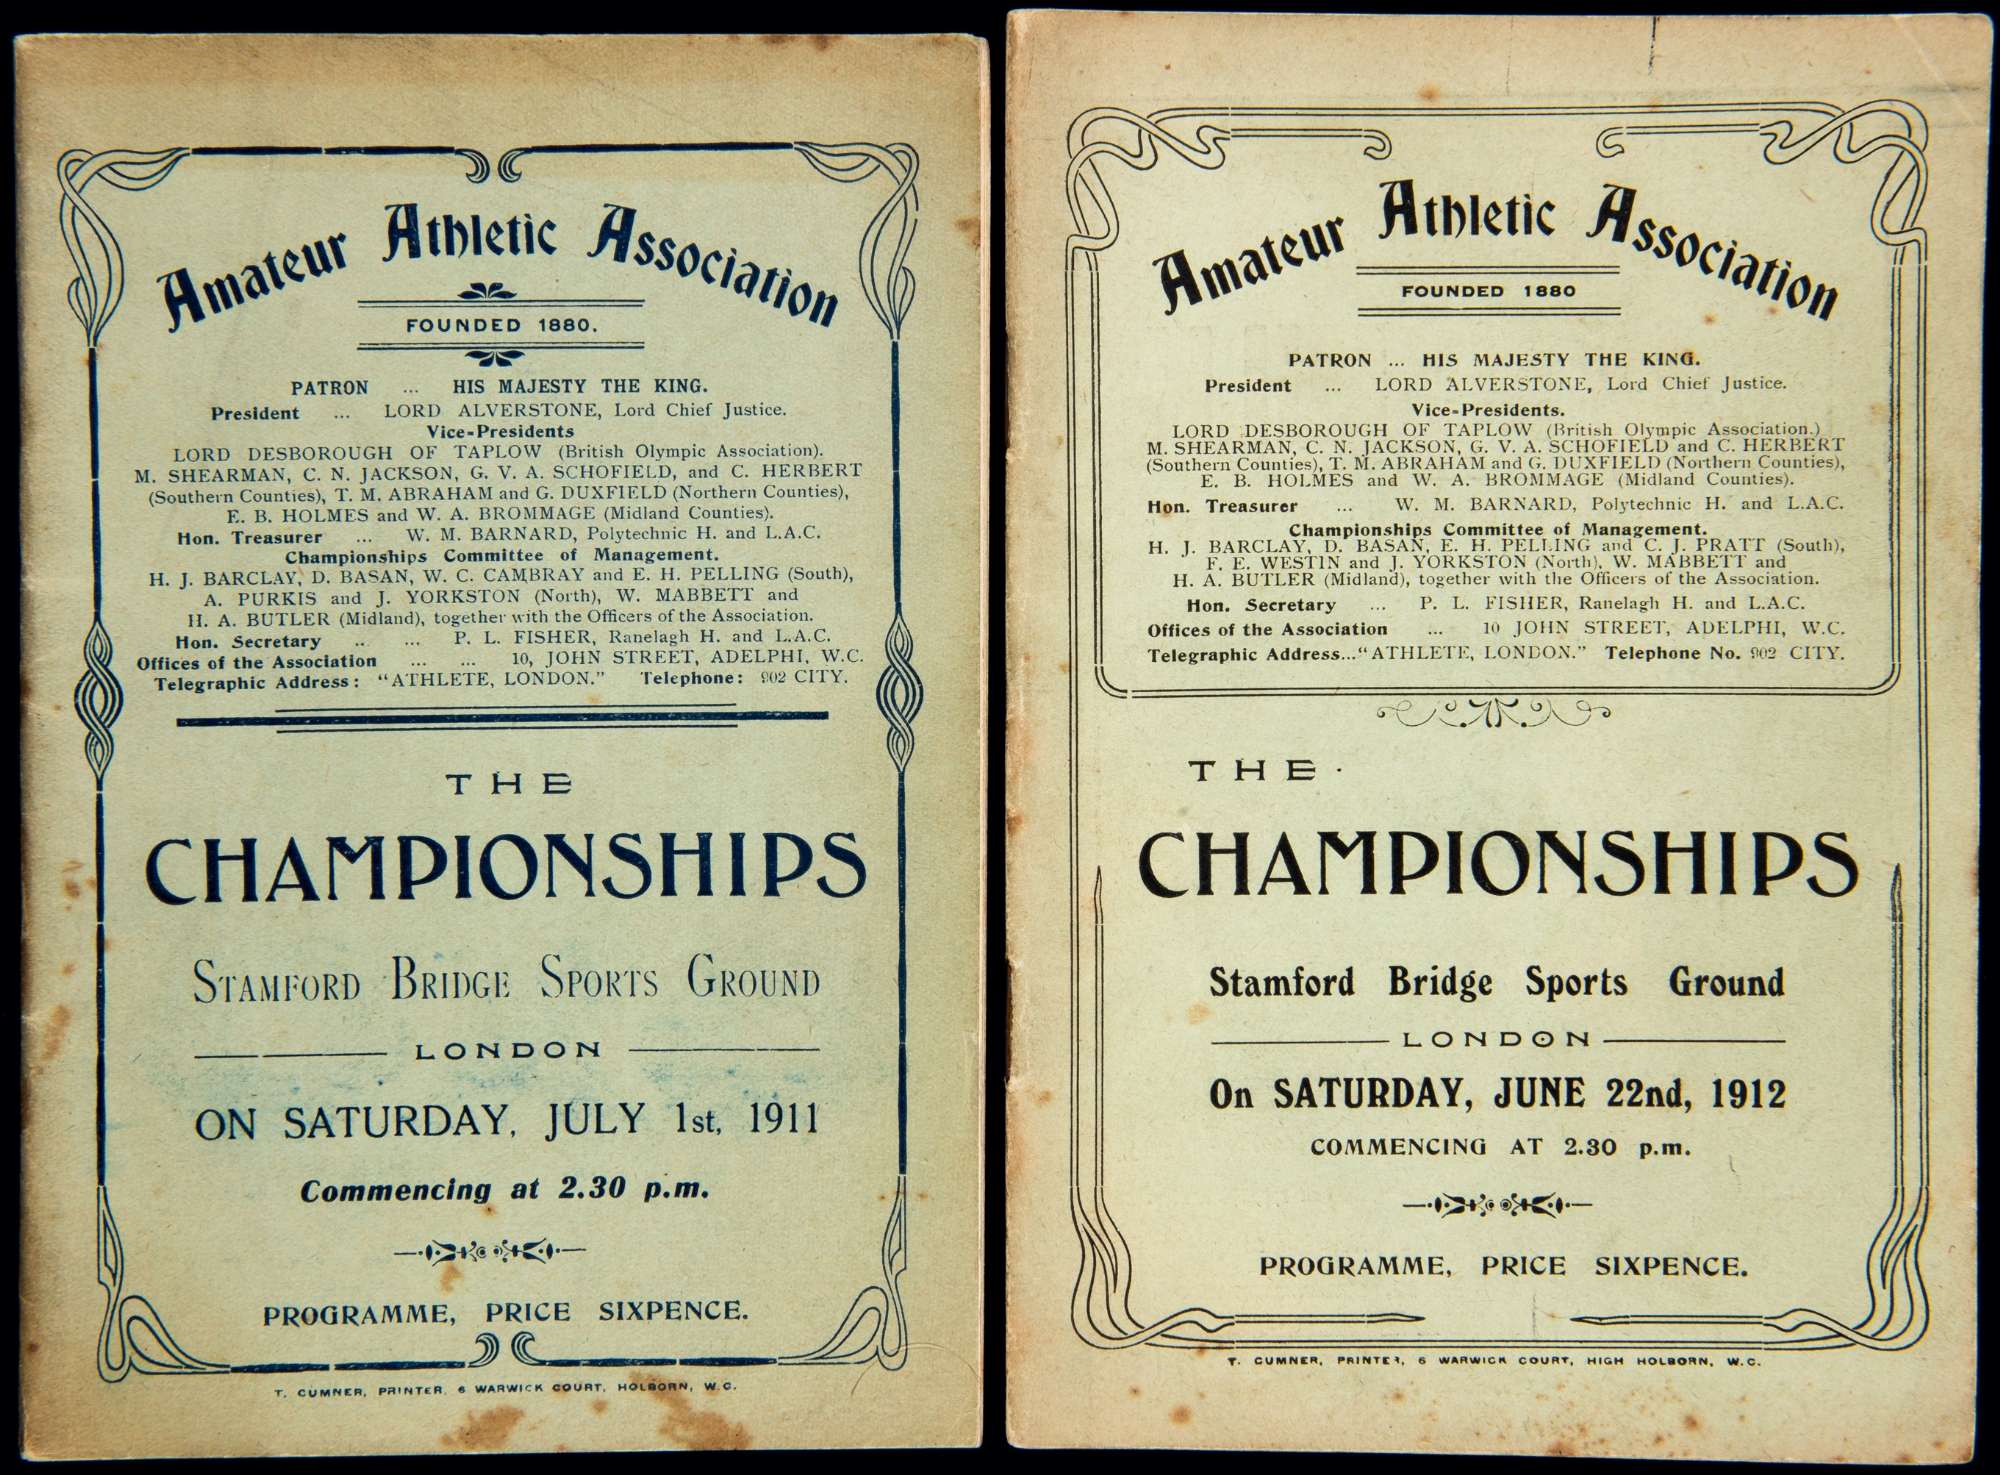 Amateur Athletic Association
FOUNDED 1880.
PATRON ... HIS MAJESTY THE KING.
President ... LORD ALVERSTONE, Lord Chief Justice.
Vice-Presidents
LORD DESBOROUGH OF TAPLOW (British Olympic Association).
M. SHEARMAN, C. N. JACKSON, G. V. A. SCHOFIELD, and C. HERBERT
(Southern Counties), T. M. ABRAHAM and G. DUXFIELD (Northern Counties),
E. B. HOLMES and W. A. BROMMAGE (Midland Counties).
Hon. Treasurer ... W. M. BARNARD, Polytechnic H. and L.A.C.
Championships Committee of Management.
H. J. BARCLAY, D. BASAN, W. C. CAMBRAY and E. H. PELLING (South),
A. PURKIS and J. YORKSTON (North), W. MABBETT and
H. A. BUTLER (Midland), together with the Officers of the Association.
Hon. Secretary .. ... P. L. FISHER, Ranelagh H. and L.A.C.
Offices of the Association ... ... 10, JOHN STREET, ADELPHI, W.C.
Telegraphic Address: "ATHLETE, LONDON." Telephone: 902 CITY.
THE
CHAMPIONSHIPS
STAMFORD BRIDGE SPORTS GROUND
LONDON
ON SATURDAY, JULY 1st, 1911
Commencing at 2.30 p.m.
PROGRAMME, PRICE SIXPENCE.
T. CUMNER, PRINTER, 6 WARWICK COURT, HOLBORN, W.C.
Amateur Athletic Association
FOUNDED 1880
PATRON ... HIS MAJESTY THE KING.
President ... LORD ALVERSTONE, Lord Chief Justice.
Vice-Presidents.
LORD DESBOROUGH OF TAPLOW (British Olympic Association.)
M. SHEARMAN, C. N. JACKSON, G. V. A. SCHOFIELD and C. HERBERT
(Southern Counties), T. M. ABRAHAM and G. DUXFIELD (Northern Counties),
E. B. HOLMES and W. A. BROMMAGE (Midland Counties).
Hon. Treasurer ... W. M. BARNARD, Polytechnic H. and L.A.C.
Championships Committee of Management.
H. J. BARCLAY, D. BASAN, E. H. PELLING and C. J. PRATT (South),
F. E. WESTIN and J. YORKSTON (North), W. MABBETT and
H. A. BUTLER (Midland), together with the Officers of the Association.
Hon. Secretary ... P. L. FISHER, Ranelagh H. and L.A.C.
Offices of the Association ... 10 JOHN STREET, ADELPHI, W.C.
Telegraphic Address..."ATHLETE, LONDON." Telephone No. 902 CITY.
THE
CHAMPIONSHIPS
Stamford Bridge Sports Ground
LONDON
On SATURDAY, JUNE 22nd, 1912
COMMENCING AT 2.30 p.m.
PROGRAMME, PRICE SIXPENCE.
T. CUMNER, PRINTER, 6 WARWICK COURT, HIGH HOLBORN, W.C.